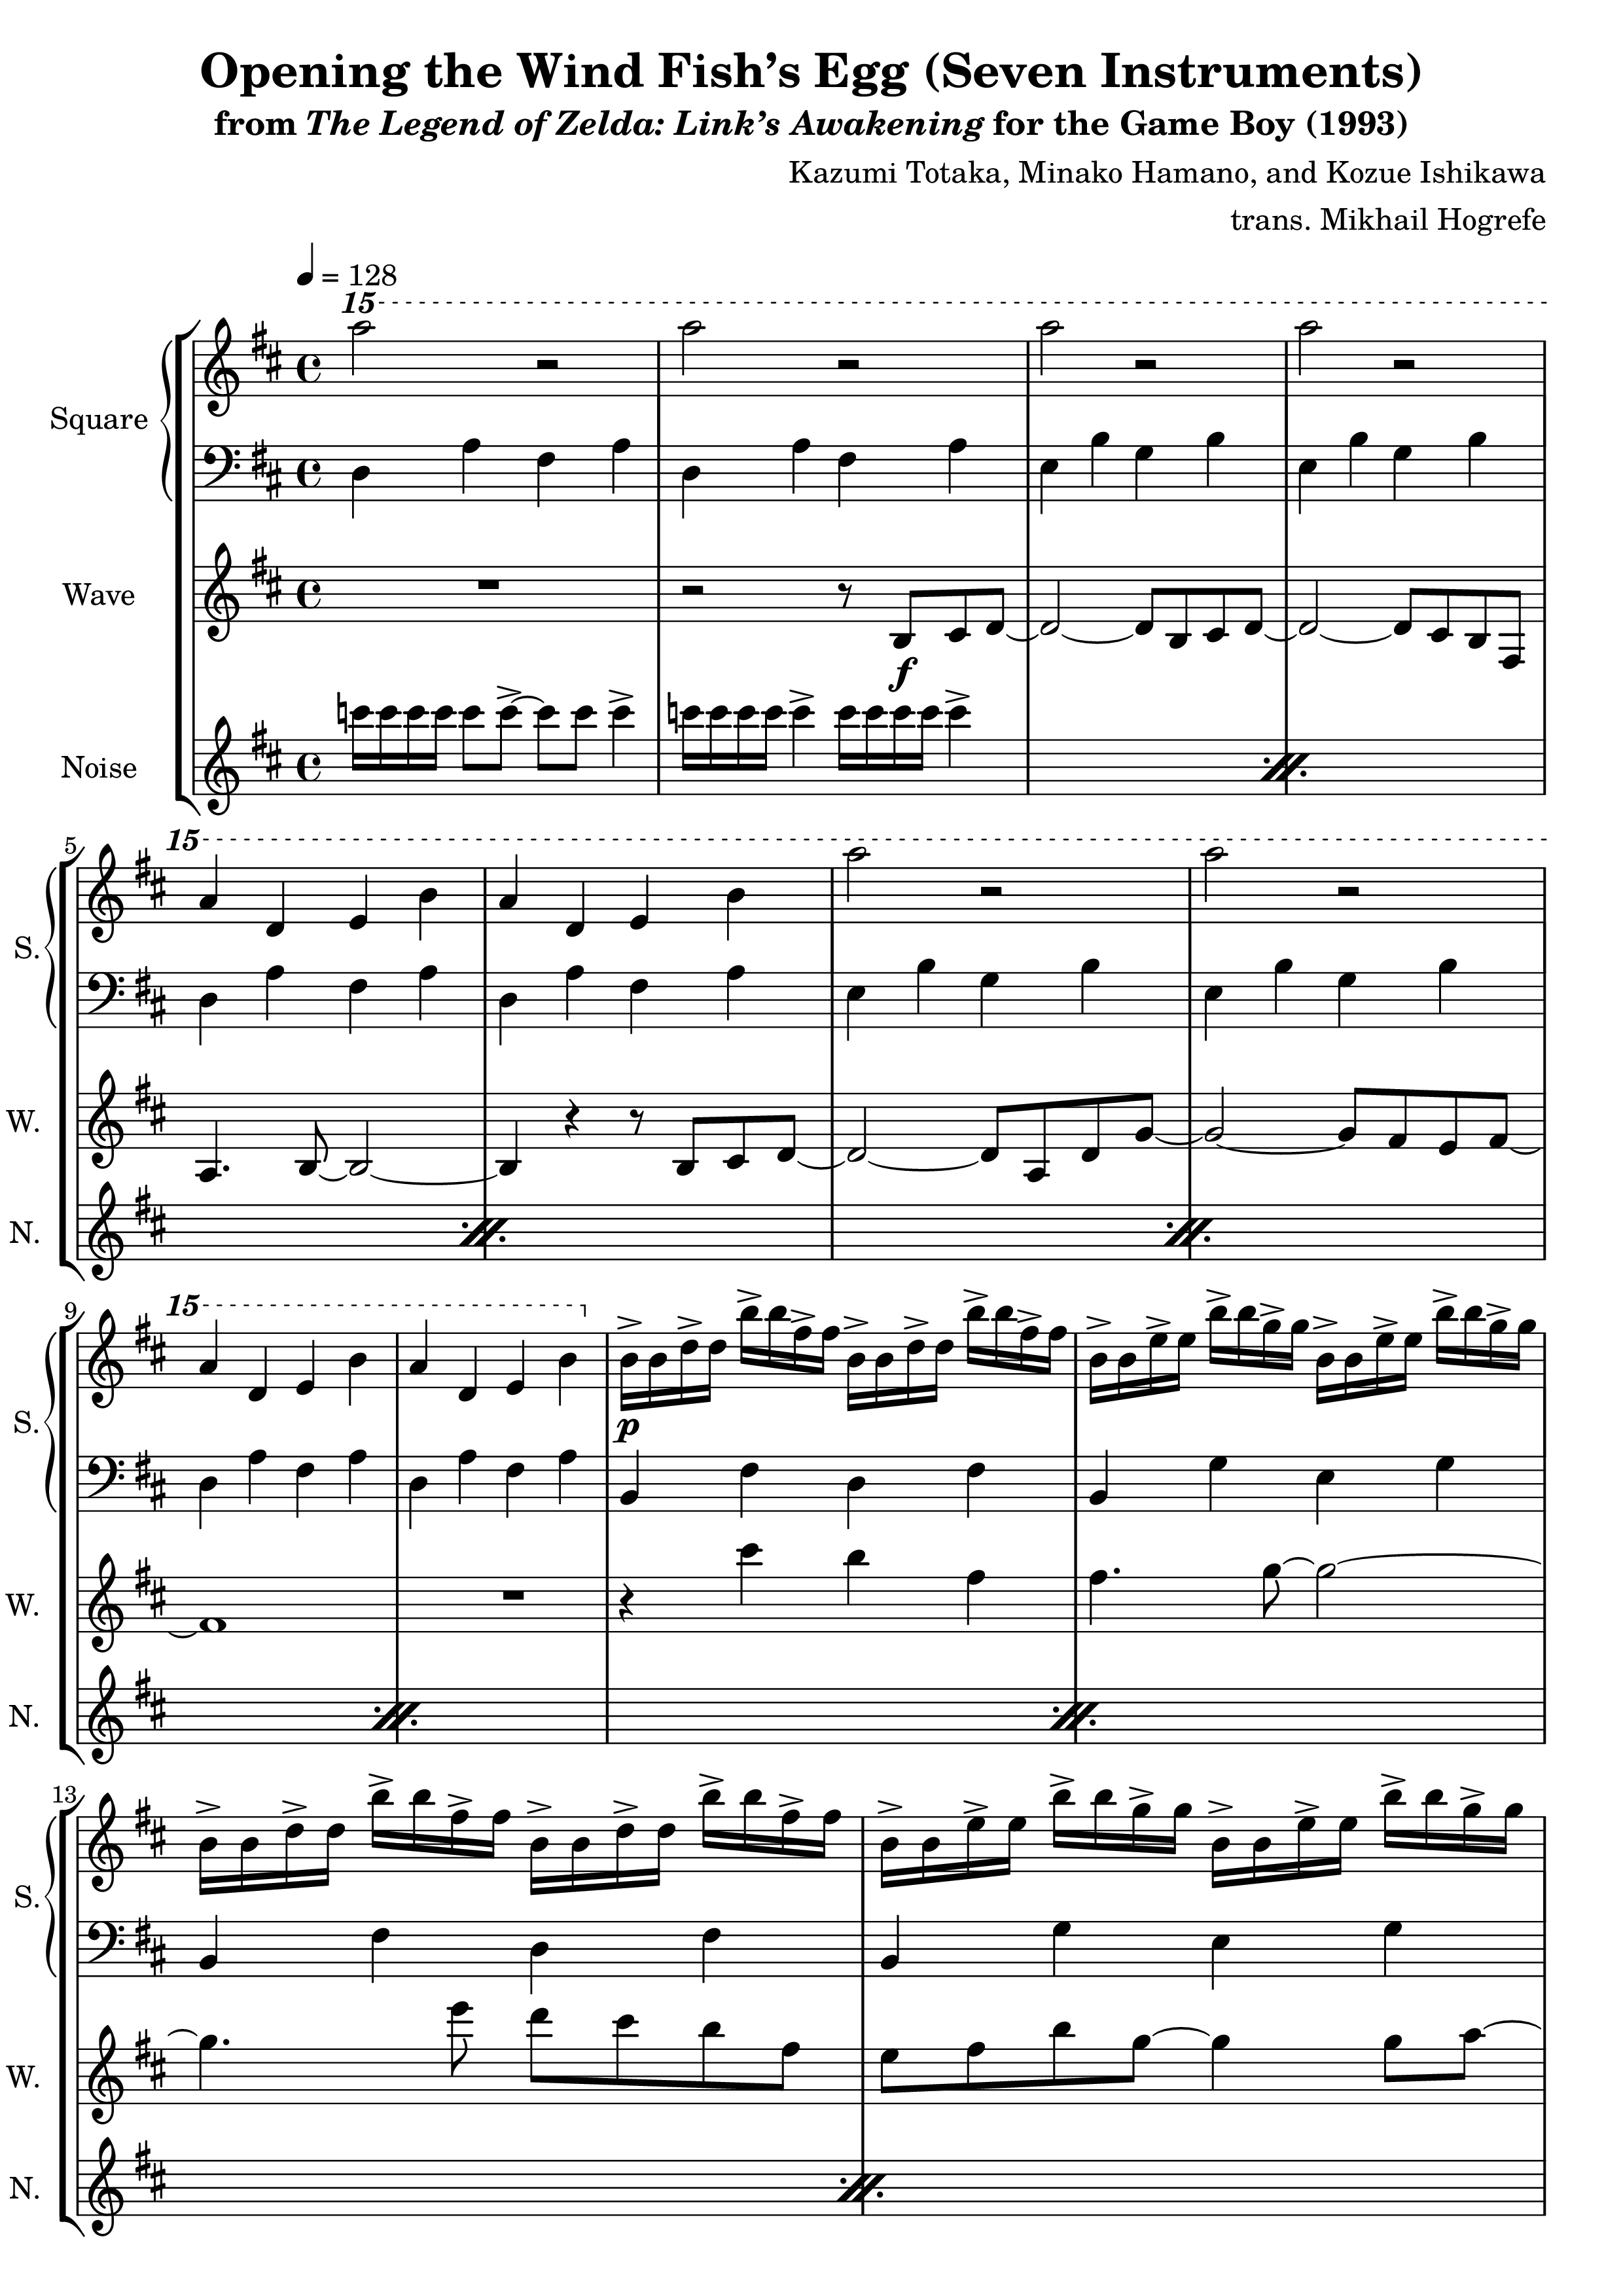 Opening the Wind Fish’s Egg (Seven Instruments)
from The Legend of Zelda: Link’s Awakening for the Game Boy (1993)
Kazumi Totaka, Minako Hamano, and Kozue Ishikawa
trans. Mikhail Hogrefe
= 128
15
Square
Wave
f
Noise
5
15
S.
W.
N.
9
15
S.
p
W.
N.
13
S.
W.
N.